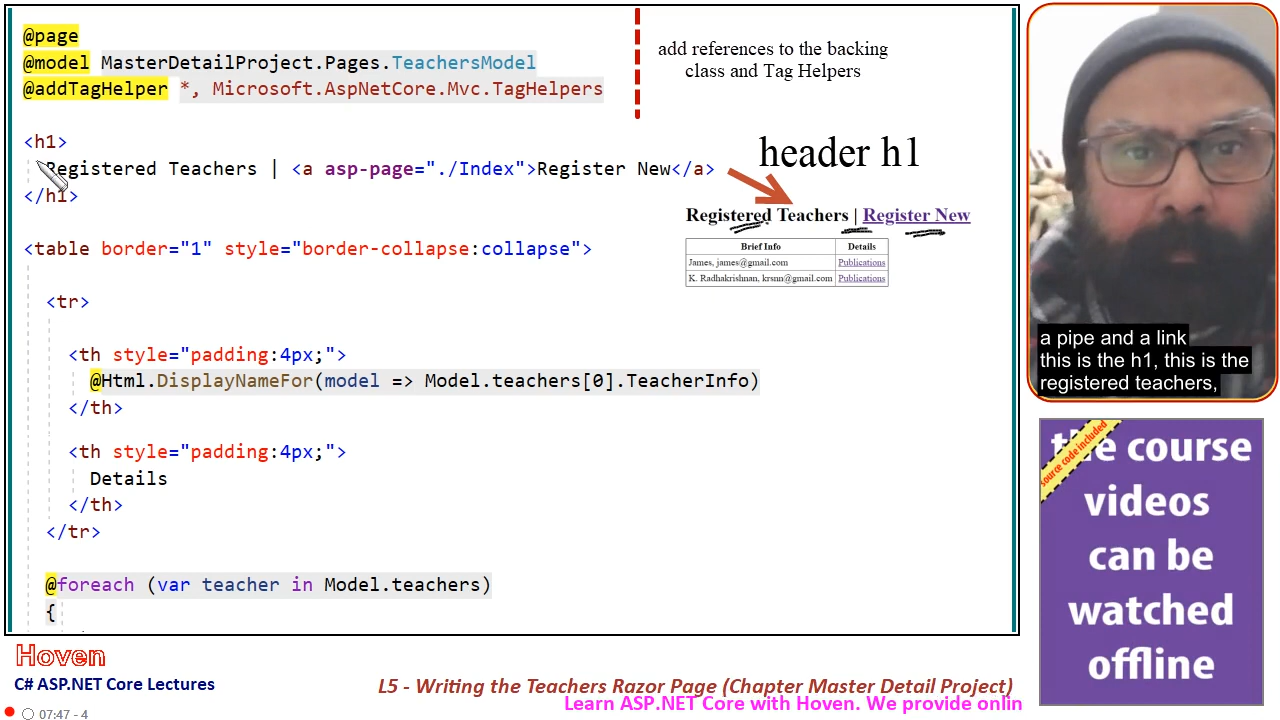 @page
@model MasterDetailProject.Pages.TeachersModel
@addTagHelper *, Microsoft.AspNetCore.Mvc.TagHelpers
add references to the backing
class and Tag Helpers
<h1>
Registered Teachers | <a asp-page="./Index">Register New</a>
</h1>
header h1
Registered Teachers | Register New
Brief Info Details
James, james@gmail.com Publications
K. Radhakrishnan, krsnn@gmail.com Publications
<table border="1" style="border-collapse:collapse">
<tr>
<th style="padding:4px;">
@Html.DisplayNameFor(model => Model.teachers[0].TeacherInfo)
</th>
<th style="padding:4px;">
Details
</th>
</tr>
@foreach (var teacher in Model.teachers)
{
a pipe and a link
this is the h1, this is the
registered teachers,
source code included
the course
videos
can be
watched
offline
Hoven
C# ASP.NET Core Lectures
L5 - Writing the Teachers Razor Page (Chapter Master Detail Project)
Learn ASP.NET Core with Hoven. We provide onlin
07:47 - 4